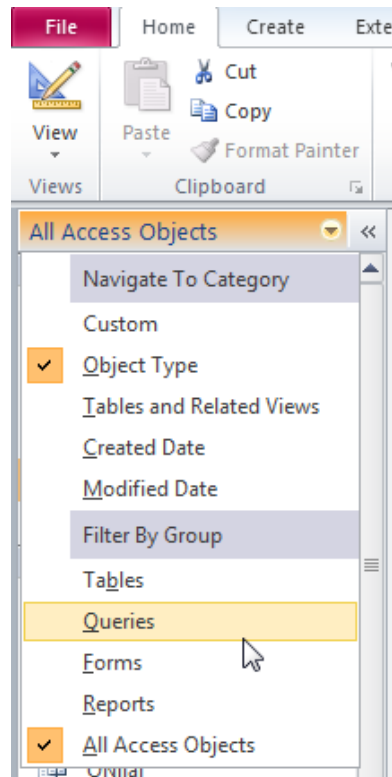 File Home Create Exte
Cut
Copy
View Paste Format Painter
Views Clipboard
All Access Objects
Navigate To Category
Custom
Object Type
Tables and Related Views
Created Date
Modified Date
Filter By Group
Tables
Queries
Forms
Reports
All Access Objects